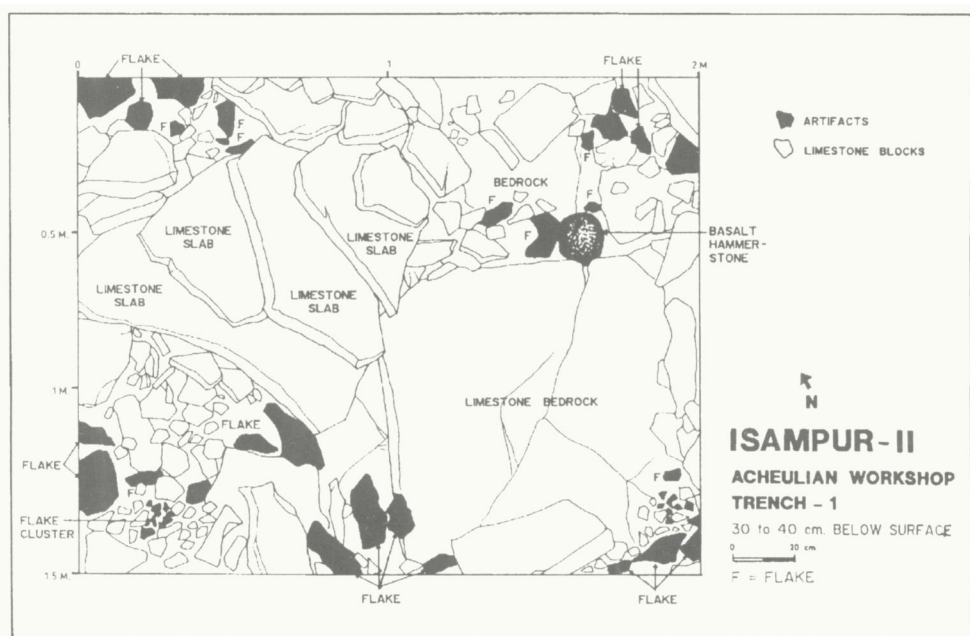 FLAKE
FLAKE
0
1
2 M
F
F
F
F
F
F
ARTIFACTS
LIMESTONE BLOCKS
BEDROCK
0.5 M.
LIMESTONE
SLAB
LIMESTONE
SLAB
BASALT
HAMMER-
STONE
LIMESTONE
SLAB
LIMESTONE
SLAB
1 M.
LIMESTONE BEDROCK
N
FLAKE
ISAMPUR-II
FLAKE
F
F
ACHEULIAN WORKSHOP
TRENCH - 1
FLAKE
CLUSTER
30 to 40 cm. BELOW SURFACE
0 20 cm
1.5 M.
F = FLAKE
FLAKE
FLAKE